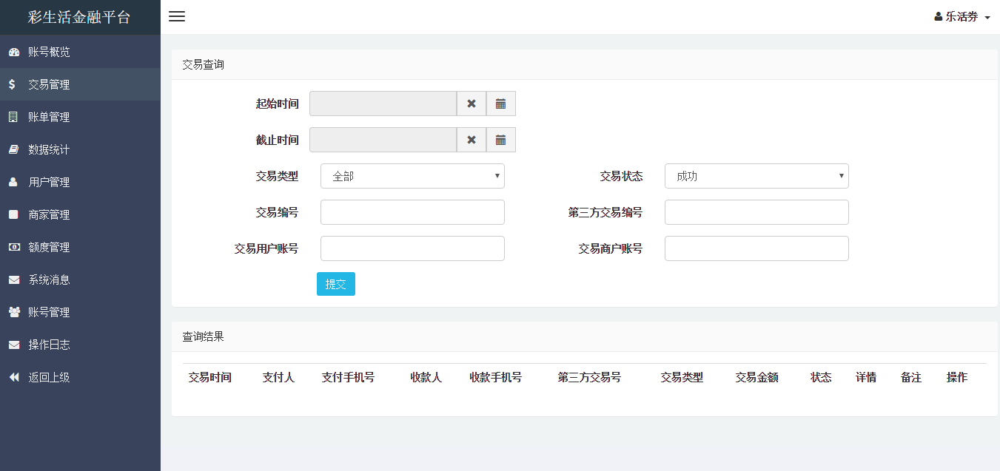 彩生活金融平台
乐活券
账号概览
交易管理
账单管理
数据统计
用户管理
商家管理
额度管理
系统消息
账号管理
操作日志
返回上级
交易查询
起始时间
截止时间
交易类型 全部 交易状态 成功
交易编号 第三方交易编号
交易用户账号 交易商户账号
提交
查询结果
交易时间 支付人 支付手机号 收款人 收款手机号 第三方交易号 交易类型 交易金额 状态 详情 备注 操作